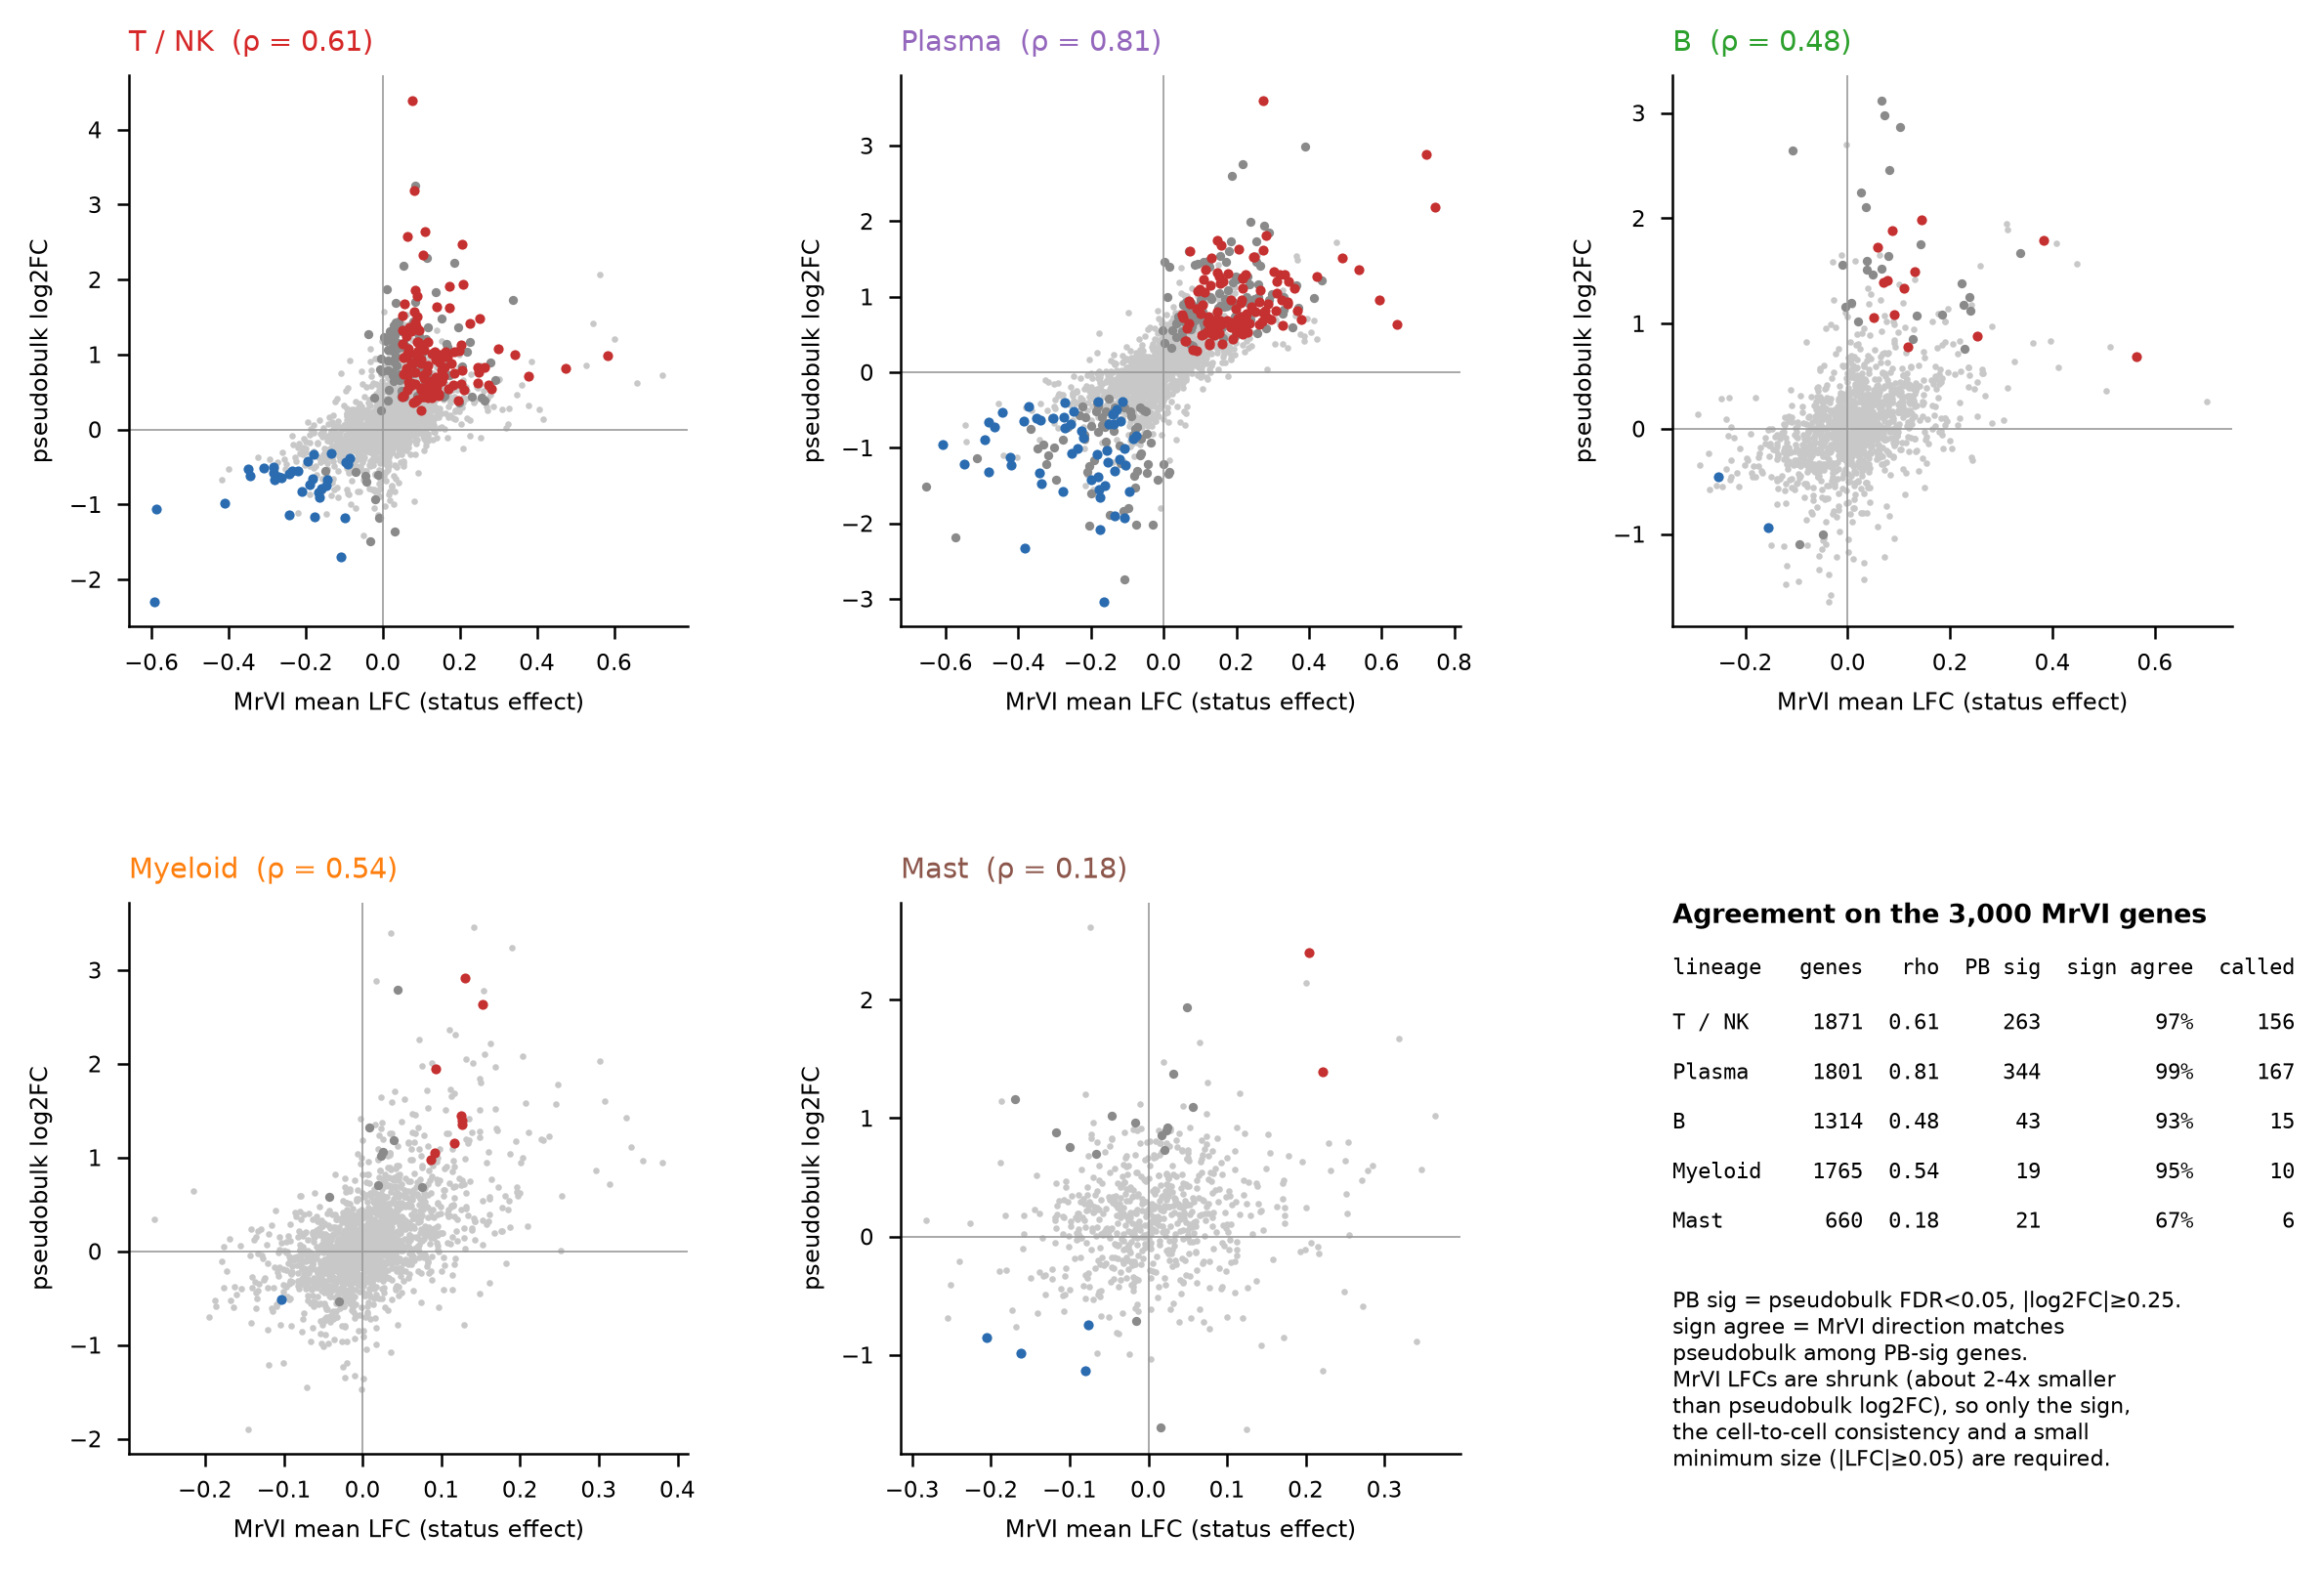 T / NK  (ρ = 0.61)
4
3
2
1
0
−1
−2
pseudobulk log2FC
−0.6 −0.4 −0.2 0.0 0.2 0.4 0.6
MrVI mean LFC (status effect)
Plasma  (ρ = 0.81)
3
2
1
0
−1
−2
−3
pseudobulk log2FC
−0.6 −0.4 −0.2 0.0 0.2 0.4 0.6 0.8
MrVI mean LFC (status effect)
B  (ρ = 0.48)
3
2
1
0
−1
pseudobulk log2FC
−0.2 0.0 0.2 0.4 0.6
MrVI mean LFC (status effect)
Myeloid  (ρ = 0.54)
3
2
1
0
−1
−2
pseudobulk log2FC
−0.2 −0.1 0.0 0.1 0.2 0.3 0.4
MrVI mean LFC (status effect)
Mast  (ρ = 0.18)
2
1
0
−1
pseudobulk log2FC
−0.3 −0.2 −0.1 0.0 0.1 0.2 0.3
MrVI mean LFC (status effect)
Agreement on the 3,000 MrVI genes
lineage genes rho PB sig sign agree called
T / NK 1871 0.61 263 97% 156
Plasma 1801 0.81 344 99% 167
B 1314 0.48 43 93% 15
Myeloid 1765 0.54 19 95% 10
Mast 660 0.18 21 67% 6
PB sig = pseudobulk FDR<0.05, |log2FC|≥0.25.
sign agree = MrVI direction matches
pseudobulk among PB-sig genes.
MrVI LFCs are shrunk (about 2-4x smaller
than pseudobulk log2FC), so only the sign,
the cell-to-cell consistency and a small
minimum size (|LFC|≥0.05) are required.